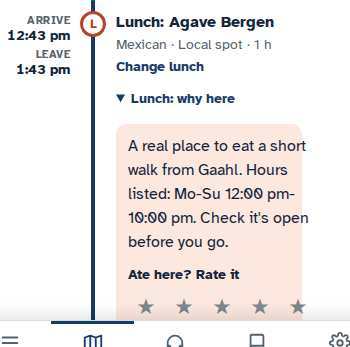 ARRIVE
12:43 pm
LEAVE
1:43 pm
L
Lunch: Agave Bergen
Mexican · Local spot · 1 h
Change lunch
▼ Lunch: why here
A real place to eat a short
walk from Gaahl. Hours
listed: Mo-Su 12:00 pm-
10:00 pm. Check it's open
before you go.
Ate here? Rate it
★ ★ ★ ★ ★